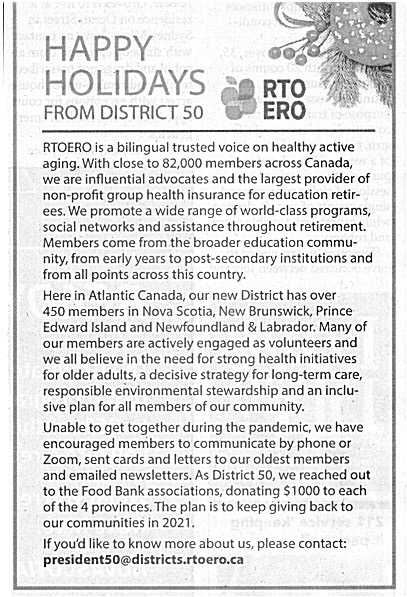 HAPPY
HOLIDAYS
FROM DISTRICT 50
RTO
ERO
RTOERO is a bilingual trusted voice on healthy active
aging. With close to 82,000 members across Canada,
we are influential advocates and the largest provider of
non-profit group health insurance for education retir-
ees. We promote a wide range of world-class programs,
social networks and assistance throughout retirement.
Members come from the broader education commu-
nity, from early years to post-secondary institutions and
from all points across this country.
Here in Atlantic Canada, our new District has over
450 members in Nova Scotia, New Brunswick, Prince
Edward Island and Newfoundland & Labrador. Many of
our members are actively engaged as volunteers and
we all believe in the need for strong health initiatives
for older adults, a decisive strategy for long-term care,
responsible environmental stewardship and an inclu-
sive plan for all members of our community.
Unable to get together during the pandemic, we have
encouraged members to communicate by phone or
Zoom, sent cards and letters to our oldest members
and emailed newsletters. As District 50, we reached out
to the Food Bank associations, donating $1000 to each
of the 4 provinces. The plan is to keep giving back to
our communities in 2021.
If you'd like to know more about us, please contact:
president50@districts.rtoero.ca